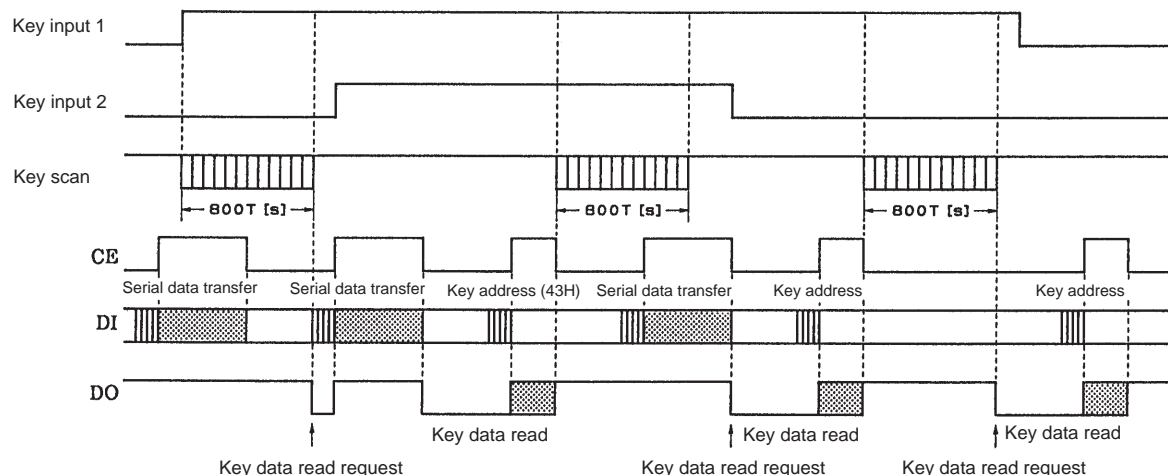 Key input 1
Key input 2
Key scan
800T [s] 800T [s] 800T [s]
CE
Serial data transfer Serial data transfer Key address (43H) Serial data transfer Key address Key address
DI
DO
Key data read Key data read Key data read
Key data read request Key data read request Key data read request